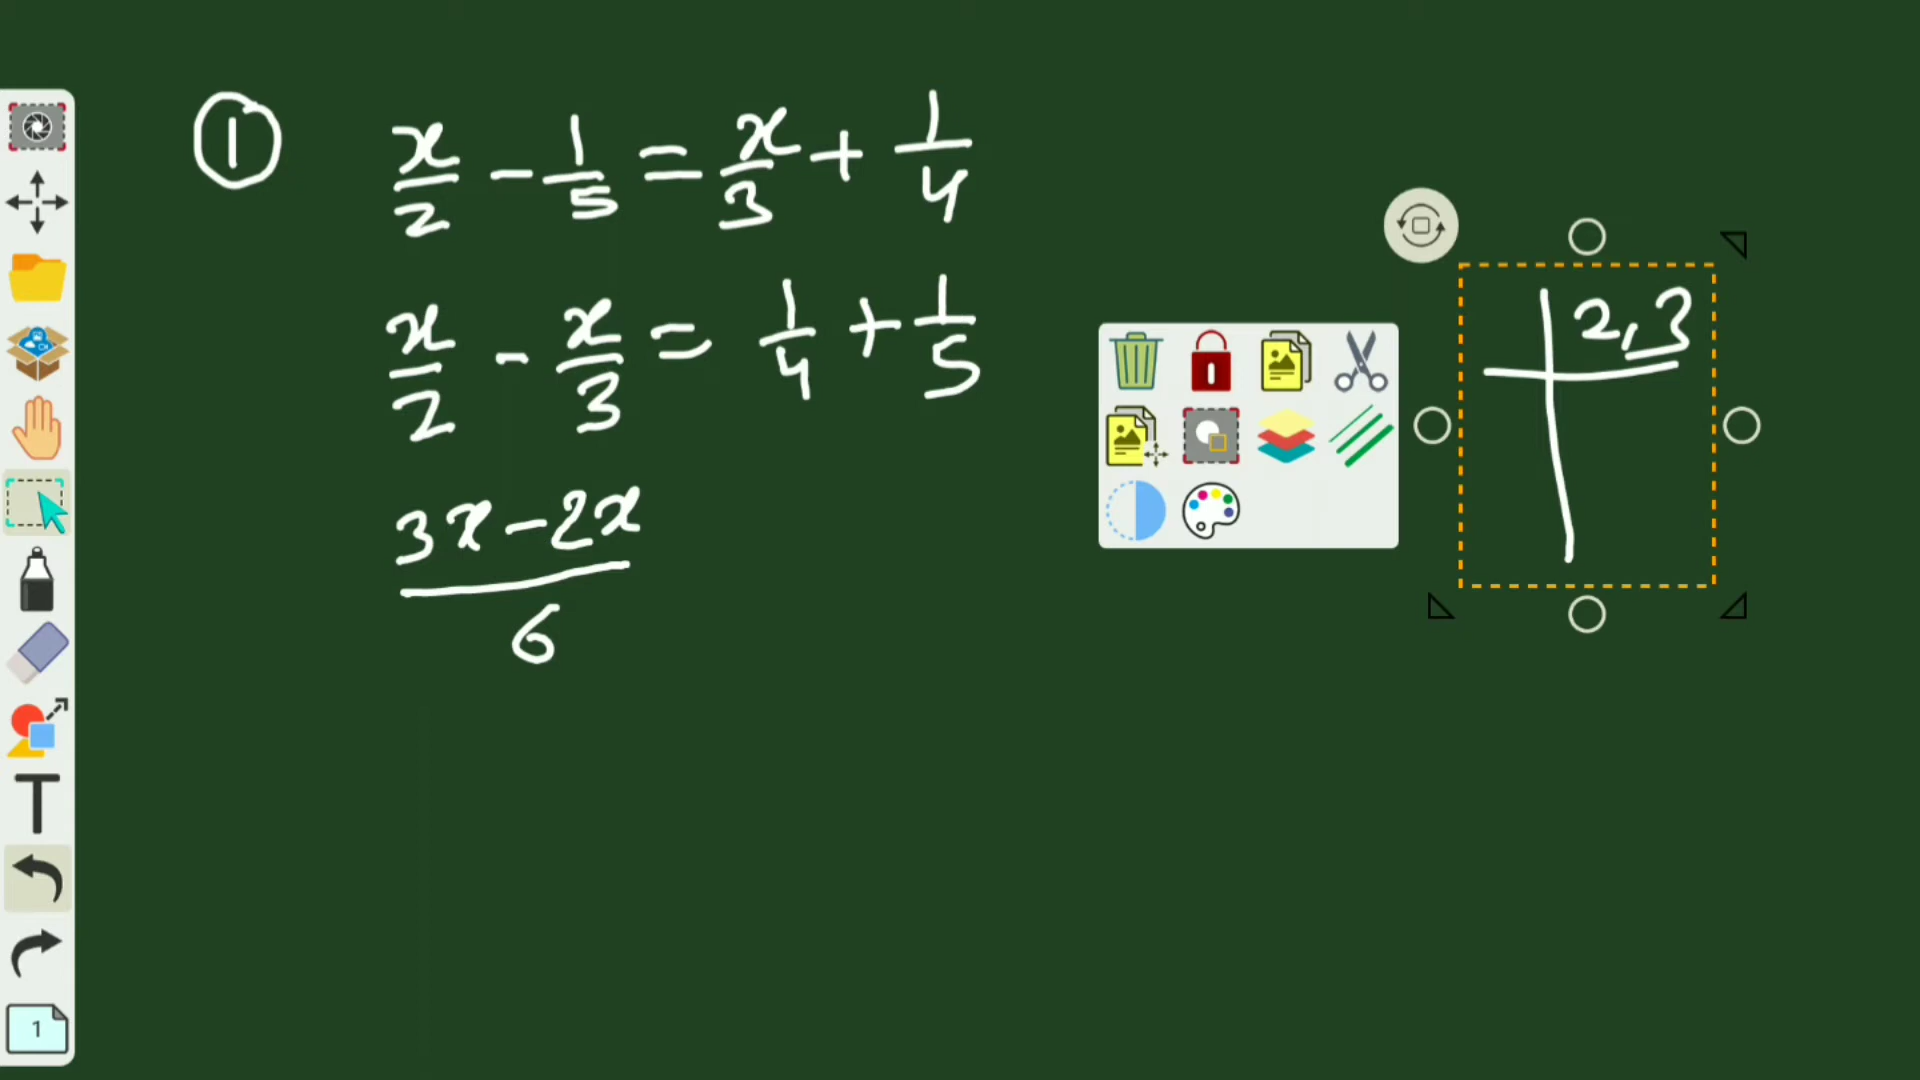 ① x/2 - 1/5 = x/3 + 1/4
x/2 - x/3 = 1/4 + 1/5
3x - 2x / 6
2, 3
T
1